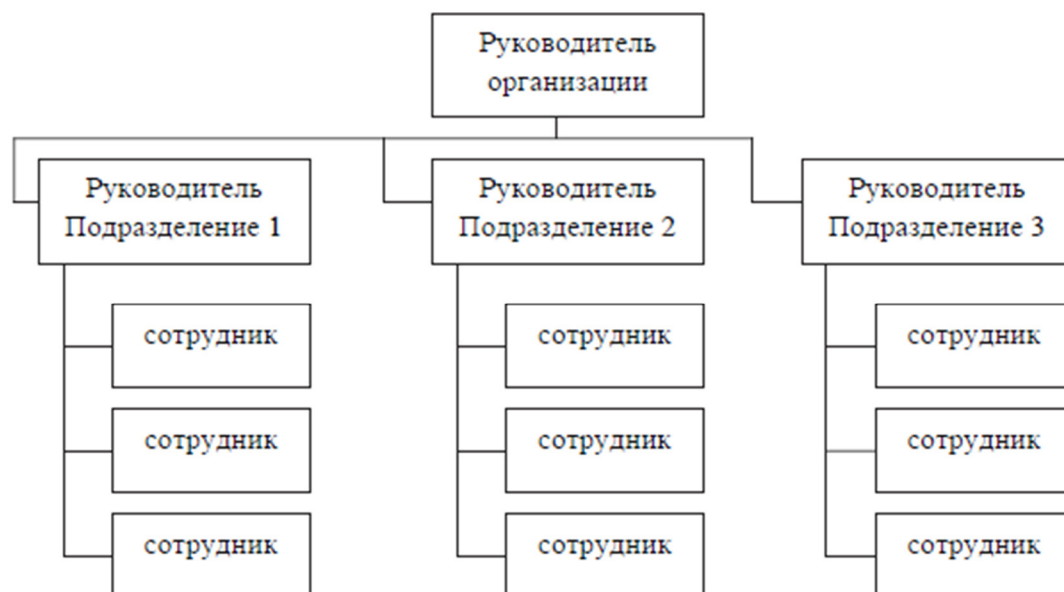 Руководитель
организации
Руководитель
Подразделение 1
Руководитель
Подразделение 2
Руководитель
Подразделение 3
сотрудник
сотрудник
сотрудник
сотрудник
сотрудник
сотрудник
сотрудник
сотрудник
сотрудник